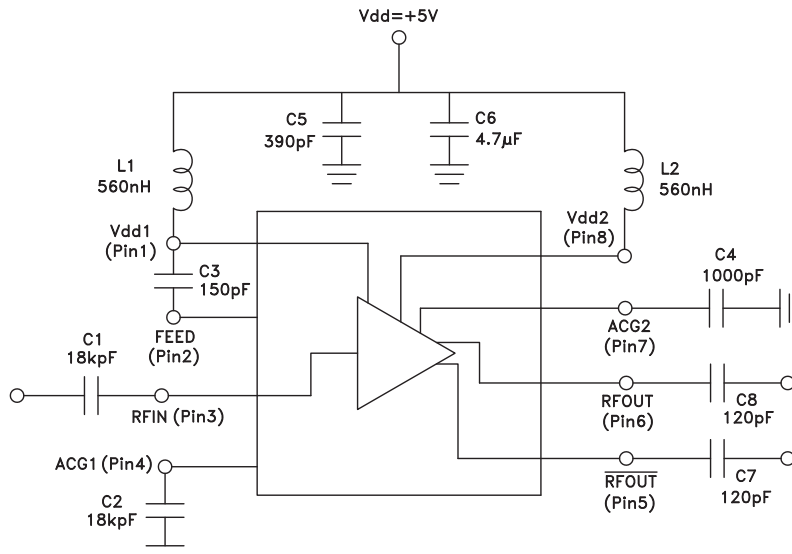 Vdd=+5V
C5
390pF
C6
4.7µF
L1
560nH
L2
560nH
Vdd1
(Pin1)
Vdd2
(Pin8)
C3
150pF
C4
1000pF
FEED
(Pin2)
ACG2
(Pin7)
C1
18kpF
RFIN (Pin3)
RFOUT
(Pin6)
C8
120pF
ACG1 (Pin4)
RFOUT
(Pin5)
C7
120pF
C2
18kpF